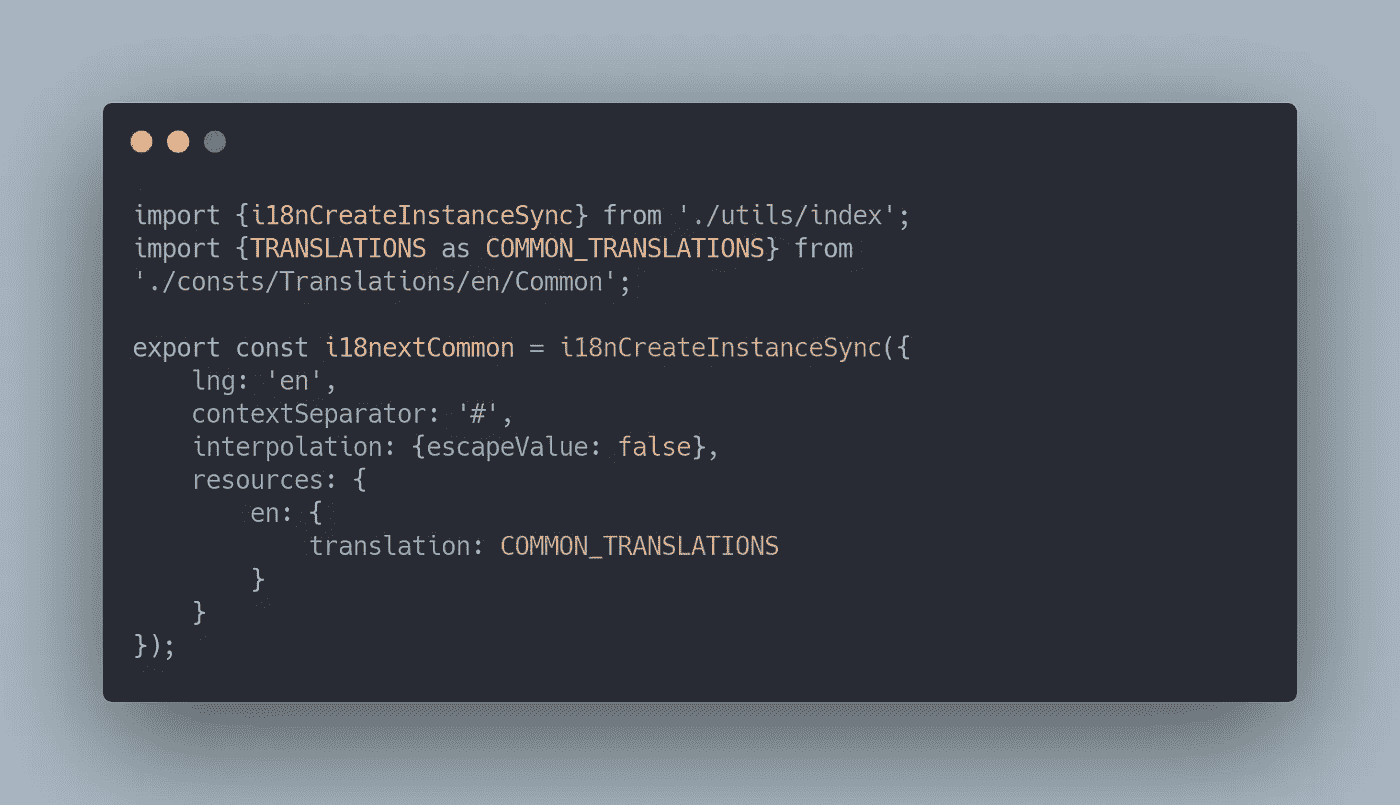 import {i18nCreateInstanceSync} from './utils/index';
import {TRANSLATIONS as COMMON_TRANSLATIONS} from
'./consts/Translations/en/Common';

export const i18nextCommon = i18nCreateInstanceSync({
    lng: 'en',
    contextSeparator: '#',
    interpolation: {escapeValue: false},
    resources: {
        en: {
            translation: COMMON_TRANSLATIONS
        }
    }
});